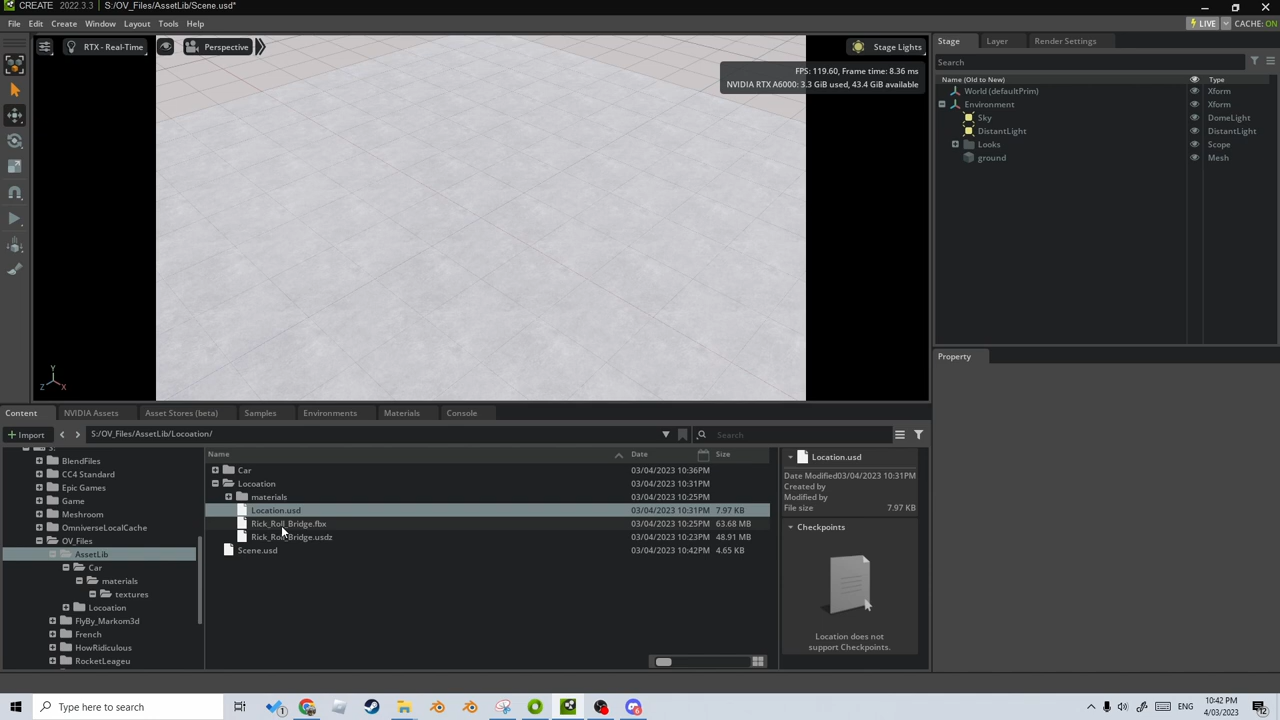 CREATE 2022.3.3 S:/OV_Files/AssetLib/Scene.usd*
File Edit Create Window Layout Tools Help
LIVE CACHE: ON
RTX - Real-Time Perspective Stage Lights
FPS: 119.60, Frame time: 8.36 ms
NVIDIA RTX A6000: 3.3 GiB used, 43.4 GiB available
Y
Z X
Stage Layer Render Settings
Search
Name (Old to New) Type
World (defaultPrim) Xform
Environment Xform
Sky DomeLight
DistantLight DistantLight
Looks Scope
ground Mesh
Property
Content NVIDIA Assets Asset Stores (beta) Samples Environments Materials Console
+ Import S:/OV_Files/AssetLib/Locoation/ Search
S:
BlendFiles
CC4 Standard
Epic Games
Game
Meshroom
OmniverseLocalCache
OV_Files
AssetLib
Car
materials
textures
Locoation
FlyBy_Markom3d
French
HowRidiculous
RocketLeageu
Name Date Size
Car 03/04/2023 10:36PM
Locoation 03/04/2023 10:31PM
materials 03/04/2023 10:25PM
Location.usd 03/04/2023 10:31PM 7.97 KB
Rick_Roll_Bridge.fbx 03/04/2023 10:25PM 63.68 MB
Rick_Roll_Bridge.usdz 03/04/2023 10:23PM 48.91 MB
Scene.usd 03/04/2023 10:42PM 4.65 KB
Location.usd
Date Modified03/04/2023 10:31PM
Created by
Modified by
File size 7.97 KB
Checkpoints
Location does not
support Checkpoints.
Type here to search
1
ENG
10:42 PM
4/03/2023
2